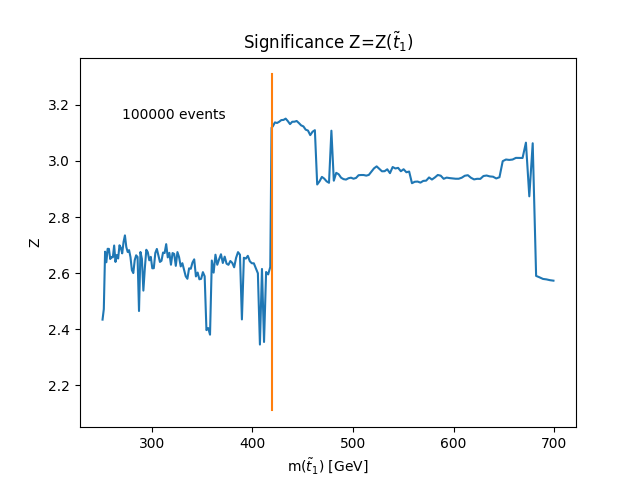 Significance Z=Z(t̃₁)
100000 events
Z
3.2
3.0
2.8
2.6
2.4
2.2
300 400 500 600 700
m(t̃₁) [GeV]